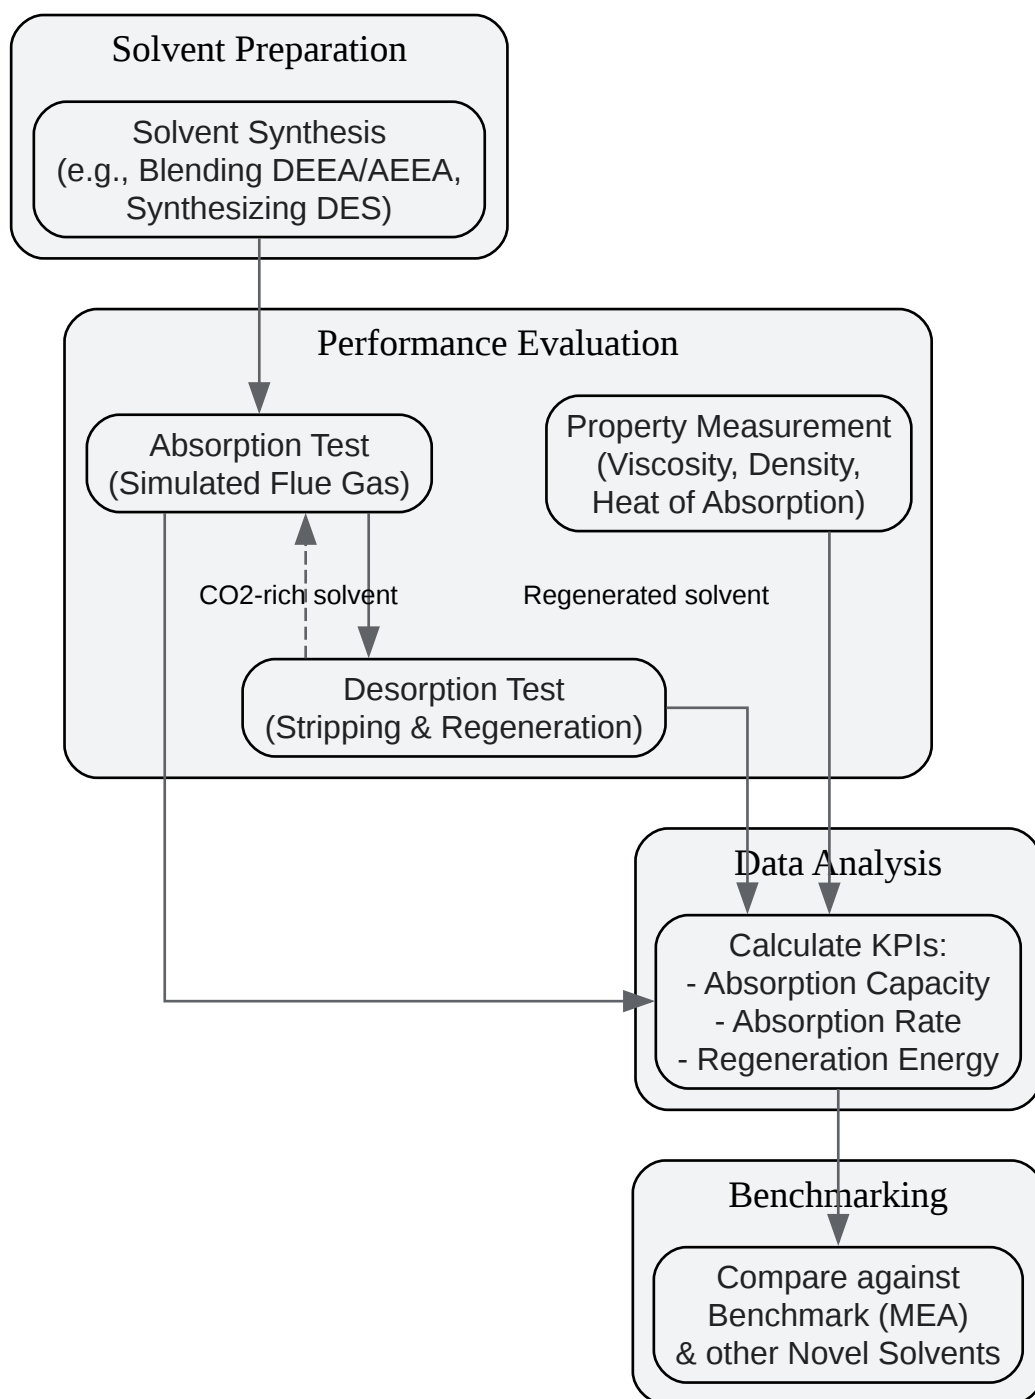 Solvent Preparation
Solvent Synthesis
(e.g., Blending DEEA/AEEA,
Synthesizing DES)
Performance Evaluation
Absorption Test
(Simulated Flue Gas)
Property Measurement
(Viscosity, Density,
Heat of Absorption)
CO2-rich solvent
Regenerated solvent
Desorption Test
(Stripping & Regeneration)
Data Analysis
Calculate KPIs:
- Absorption Capacity
- Absorption Rate
- Regeneration Energy
Benchmarking
Compare against
Benchmark (MEA)
& other Novel Solvents